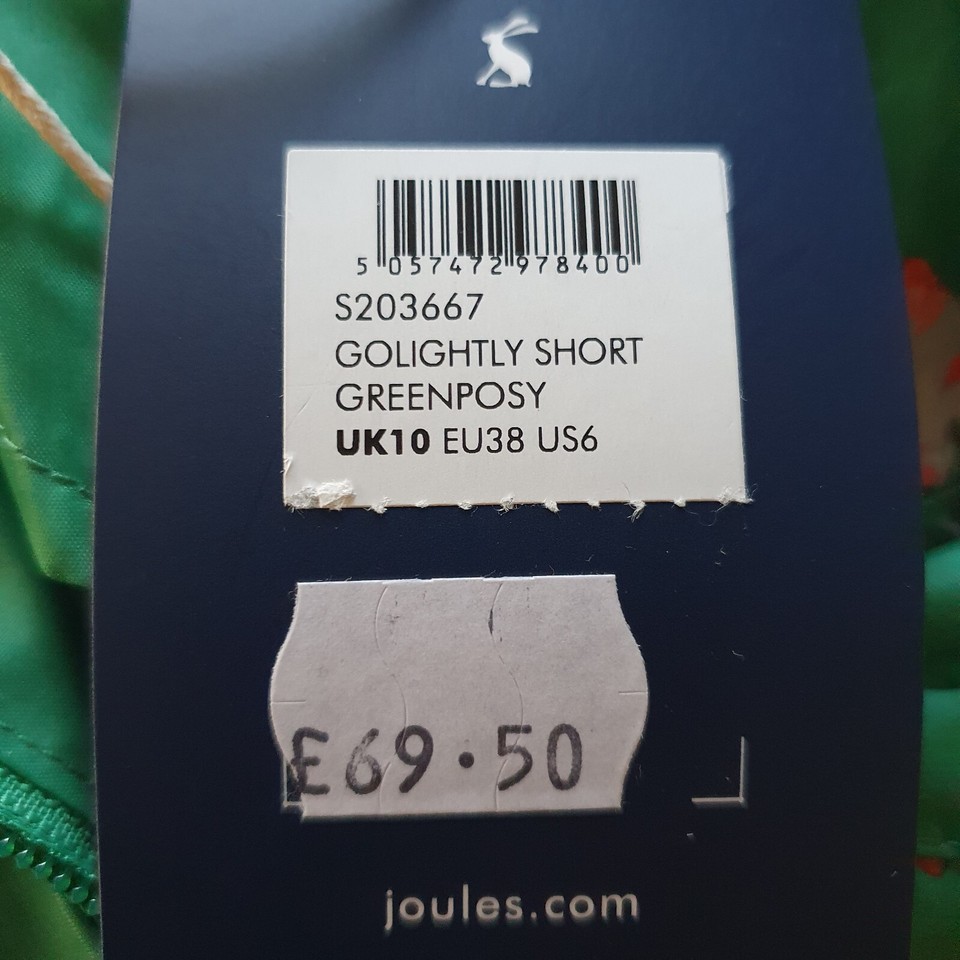 5 057472 978400
S203667
GOLIGHTLY SHORT
GREENPOSY
UK10 EU38 US6
£69.50
joules.com